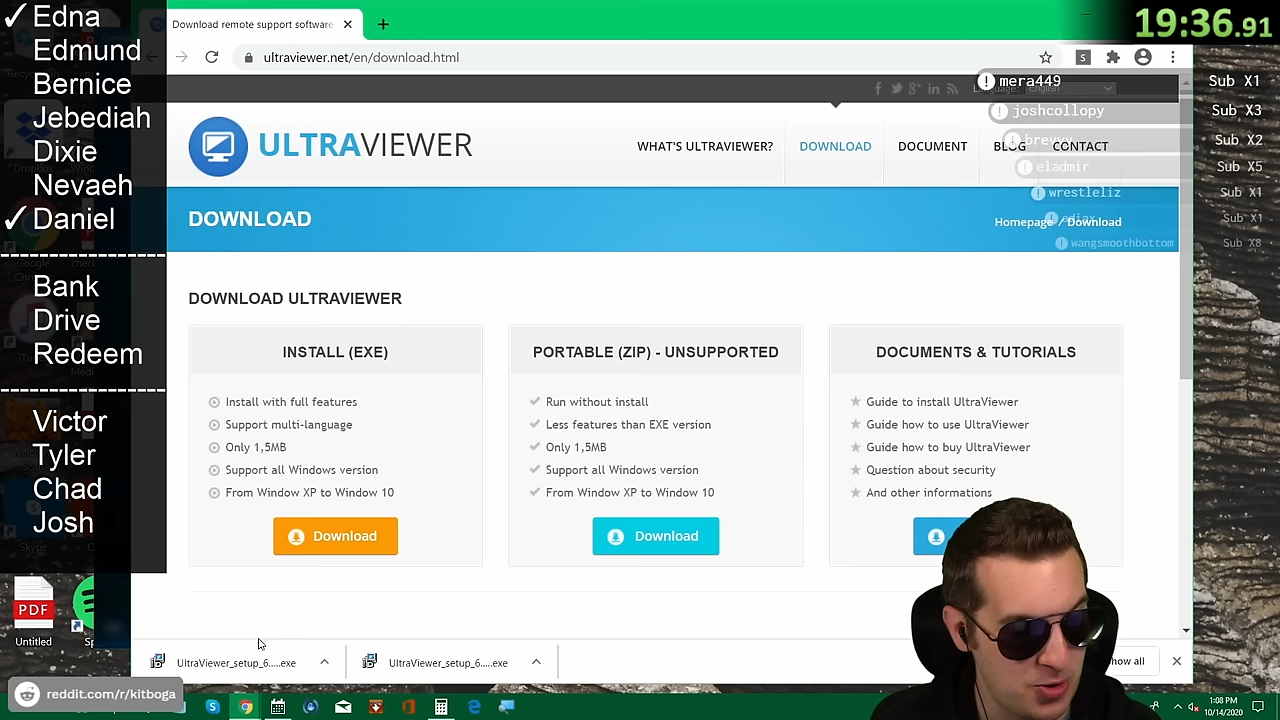 ✓ Edna
Edmund
Bernice
Jebediah
Dixie
Nevaeh
✓ Daniel
Bank
Drive
Redeem
Victor
Tyler
Chad
Josh
19:36.91
Download remote support software
ultraviewer.net/en/download.html
Language: English
mera449 Sub X1
joshcollopy Sub X3
Sub X2
eladmir Sub X5
wrestleliz Sub X1
Sub X1
wangsmoothbottom Sub X8
ULTRAVIEWER
WHAT'S ULTRAVIEWER? DOWNLOAD DOCUMENT BLOG CONTACT
DOWNLOAD
Homepage / Download
DOWNLOAD ULTRAVIEWER
INSTALL (EXE)
Install with full features
Support multi-language
Only 1,5MB
Support all Windows version
From Window XP to Window 10
Download
PORTABLE (ZIP) - UNSUPPORTED
Run without install
Less features than EXE version
Only 1,5MB
Support all Windows version
From Window XP to Window 10
Download
DOCUMENTS & TUTORIALS
Guide to install UltraViewer
Guide how to use UltraViewer
Guide how to buy UltraViewer
Question about security
And other informations
PDF
Untitled
UltraViewer_setup_6.....exe
UltraViewer_setup_6.....exe
all
reddit.com/r/kitboga
1:08 PM
10/14/2020